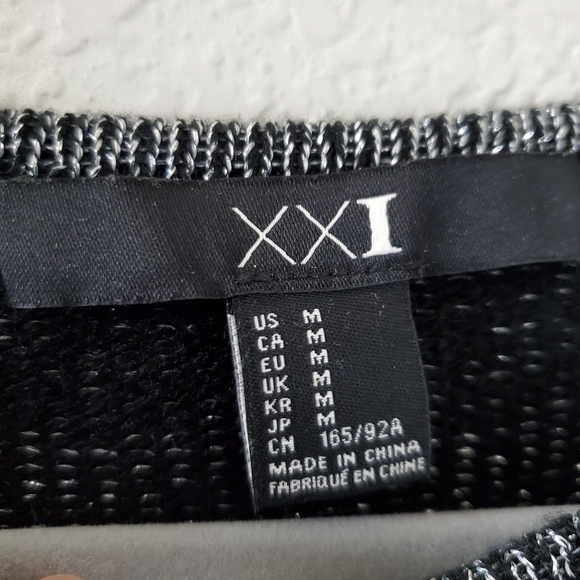 XXI
US M
CA M
EU M
UK M
KR M
JP M
CN 165/92A
MADE IN CHINA
FABRIQUÉ EN CHINE